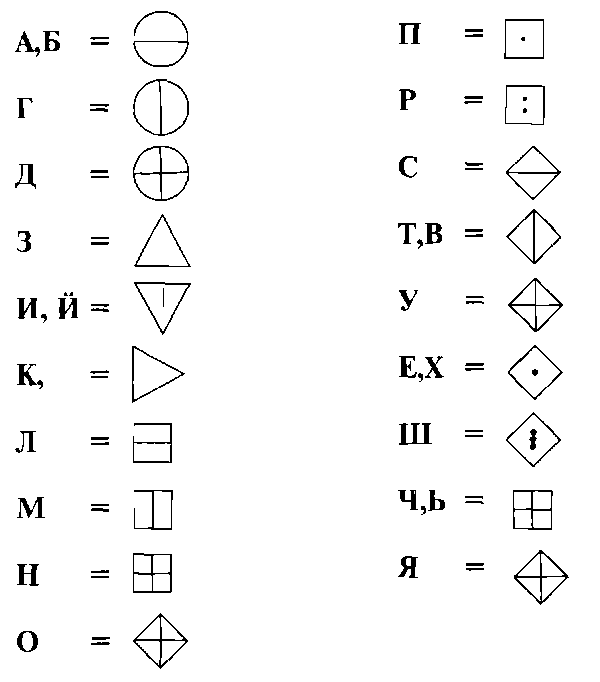 А,Б =
Г =
Д =
З =
И, Й =
К, =
Л =
М =
Н =
О =
П =
Р =
С =
Т,В =
У =
Е,Х =
Ш =
Ч,Ь =
Я =